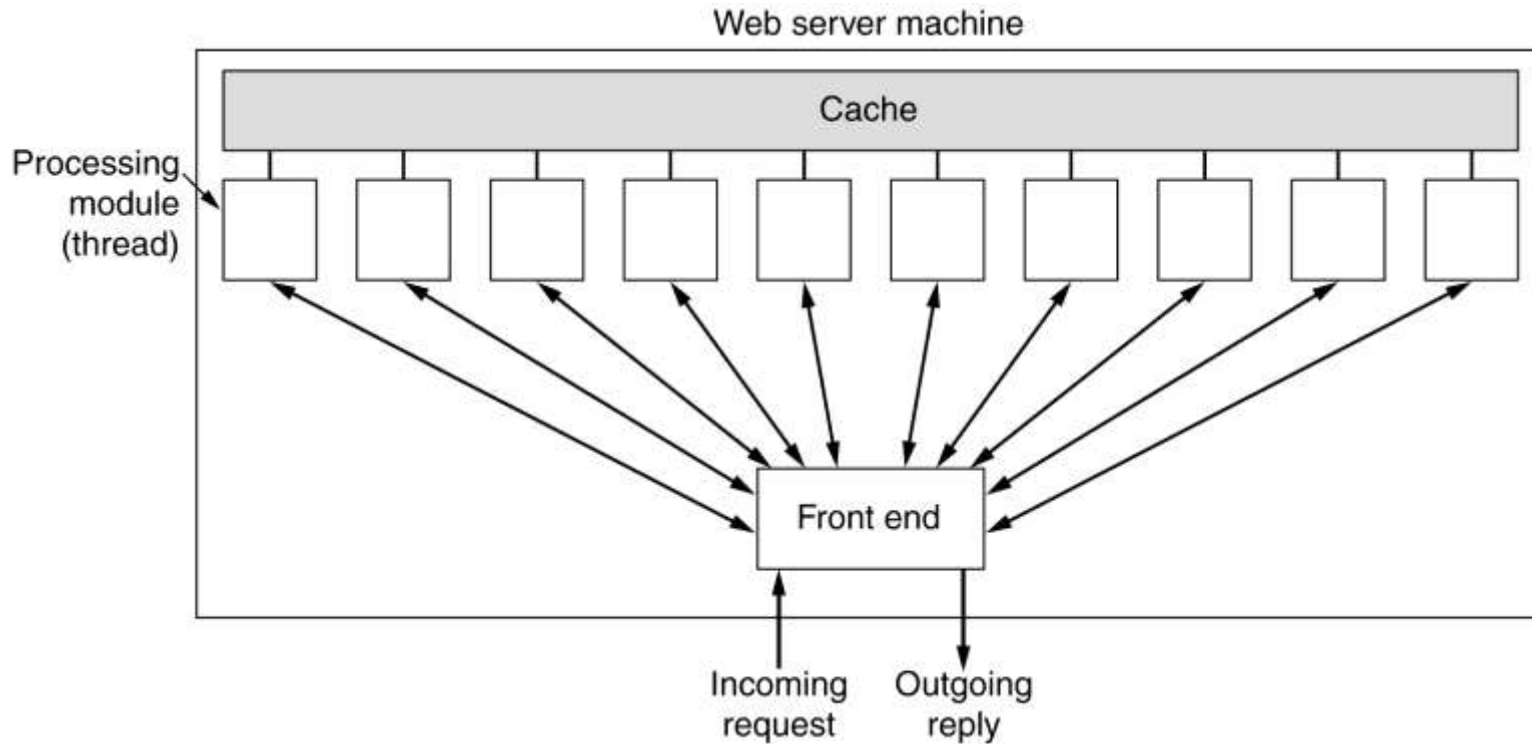 Web server machine
Cache
Processing
module
(thread)
Front end
Incoming
request
Outgoing
reply